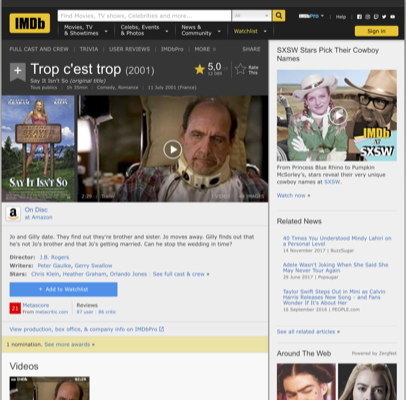 IMDb
Find Movies, TV shows, Celebrities and more...
All
IMDbPro
Help
Movies, TV
& Showtimes
Celebs, Events
& Photos
News &
Community
Watchlist
Sign in
FULL CAST AND CREW | TRIVIA | USER REVIEWS | IMDbPro | MORE
SHARE
Trop c'est trop (2001)
Say It Isn't So (original title)
Tous publics | 1h 35min | Comedy, Romance | 11 July 2001 (France)
5,0
Rate
This
BEAVER
SAY IT ISN'T SO
2:29
On Disc
at Amazon
Jo and Gilly date. They find out they're brother and sister. Jo moves away. Gilly finds out that
he's not Jo's brother and that Jo's getting married. Can he stop the wedding in time?
Director: J.B. Rogers
Writers: Peter Gaulke, Gerry Swallow
Stars: Chris Klein, Heather Graham, Orlando Jones | See full cast & crew »
+ Add to Watchlist
Metascore
From metacritic.com
Reviews
87 user | 86 critic
View production, box office, & company info on IMDbPro
1 nomination. See more awards »
Videos
SXSW Stars Pick Their Cowboy
Names
IMDb
AT
SXSW
From Princess Blue Rhino to Pumpkin
McSorley's, stars reveal their very unique
cowboy names at SXSW.
Watch now »
Related News
40 Times You Understood Mindy Lahiri on
a Personal Level
14 November 2017 | BuzzSugar
Adele Wasn't Joking When She Said She
May Never Tour Again
29 June 2017 | Popsugar
Taylor Swift Steps Out in Mini as Calvin
Harris Releases New Song - and Fans
Wonder if It's About Her
16 September 2016 | PEOPLE.com
See all related articles »
Around The Web
Powered by ZergNet